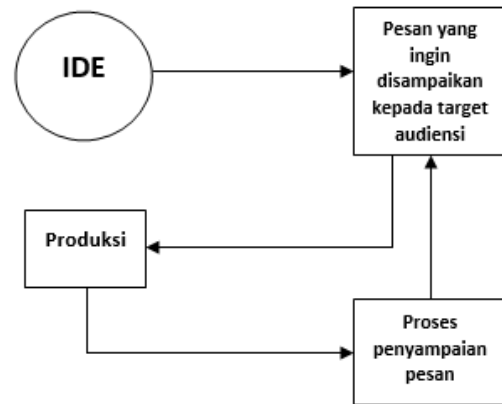 IDE
Pesan yang
ingin
disampaikan
kepada target
audiensi
Produksi
Proses
penyampaian
pesan